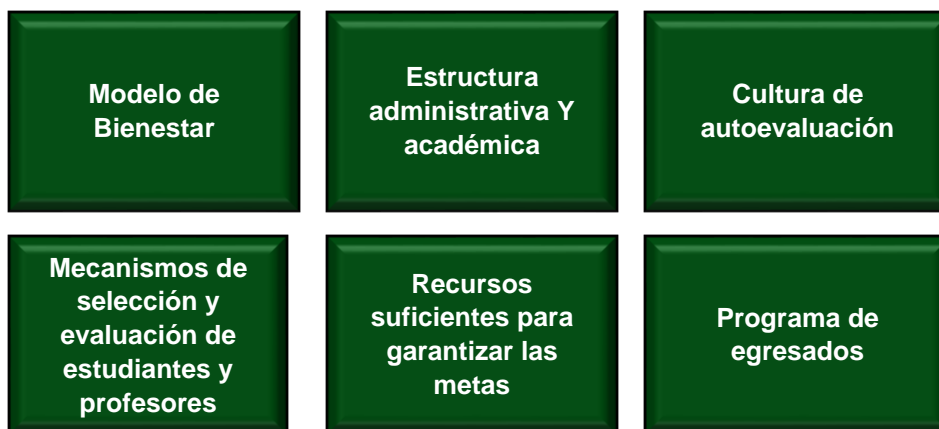 Modelo de
Bienestar
Estructura
administrativa Y
académica
Cultura de
autoevaluación
Mecanismos de
selección y
evaluación de
estudiantes y
profesores
Recursos
suficientes para
garantizar las
metas
Programa de
egresados